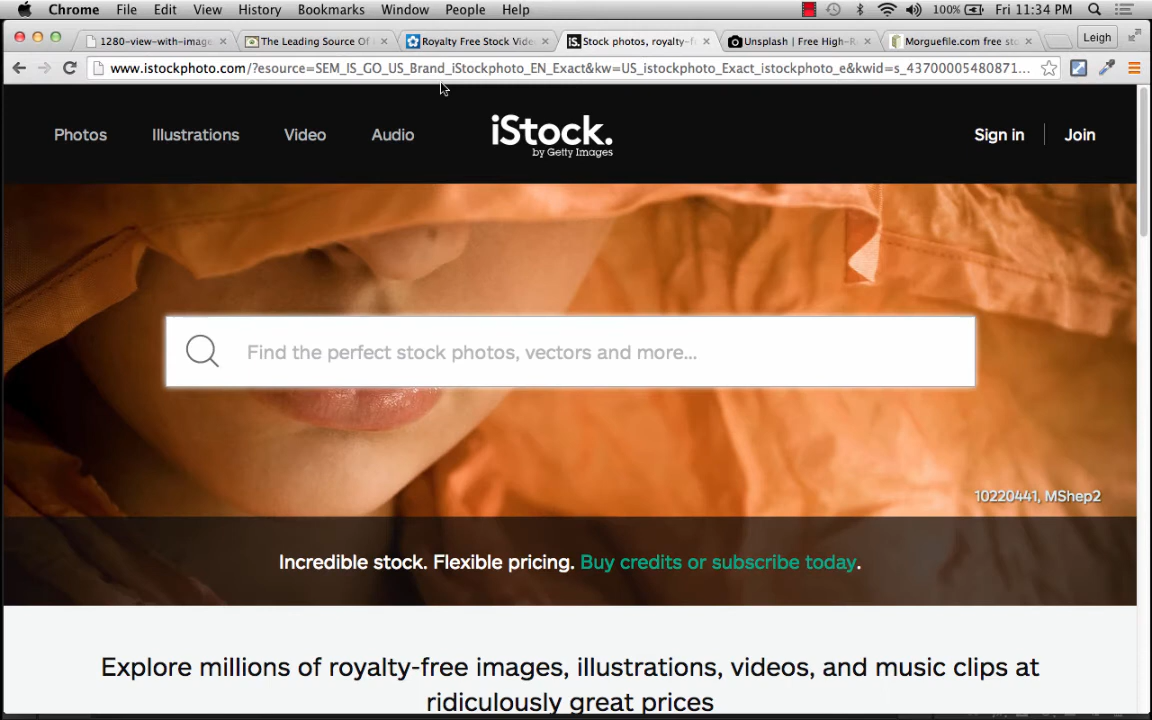 Chrome File Edit View History Bookmarks Window People Help 100% Fri 11:34 PM
1280-view-with-image The Leading Source Of Royalty Free Stock Vide Stock photos, royalty-f Unsplash | Free High-R Morguefile.com free st Leigh
www.istockphoto.com/?esource=SEM_IS_GO_US_Brand_iStockphoto_EN_Exact&kw=US_istockphoto_Exact_istockphoto_e&kwid=s_43700005480871...
Photos Illustrations Video Audio iStock. Sign in Join
by Getty Images
Find the perfect stock photos, vectors and more...
10220441, MShep2
Incredible stock. Flexible pricing. Buy credits or subscribe today.
Explore millions of royalty-free images, illustrations, videos, and music clips at
ridiculously great prices